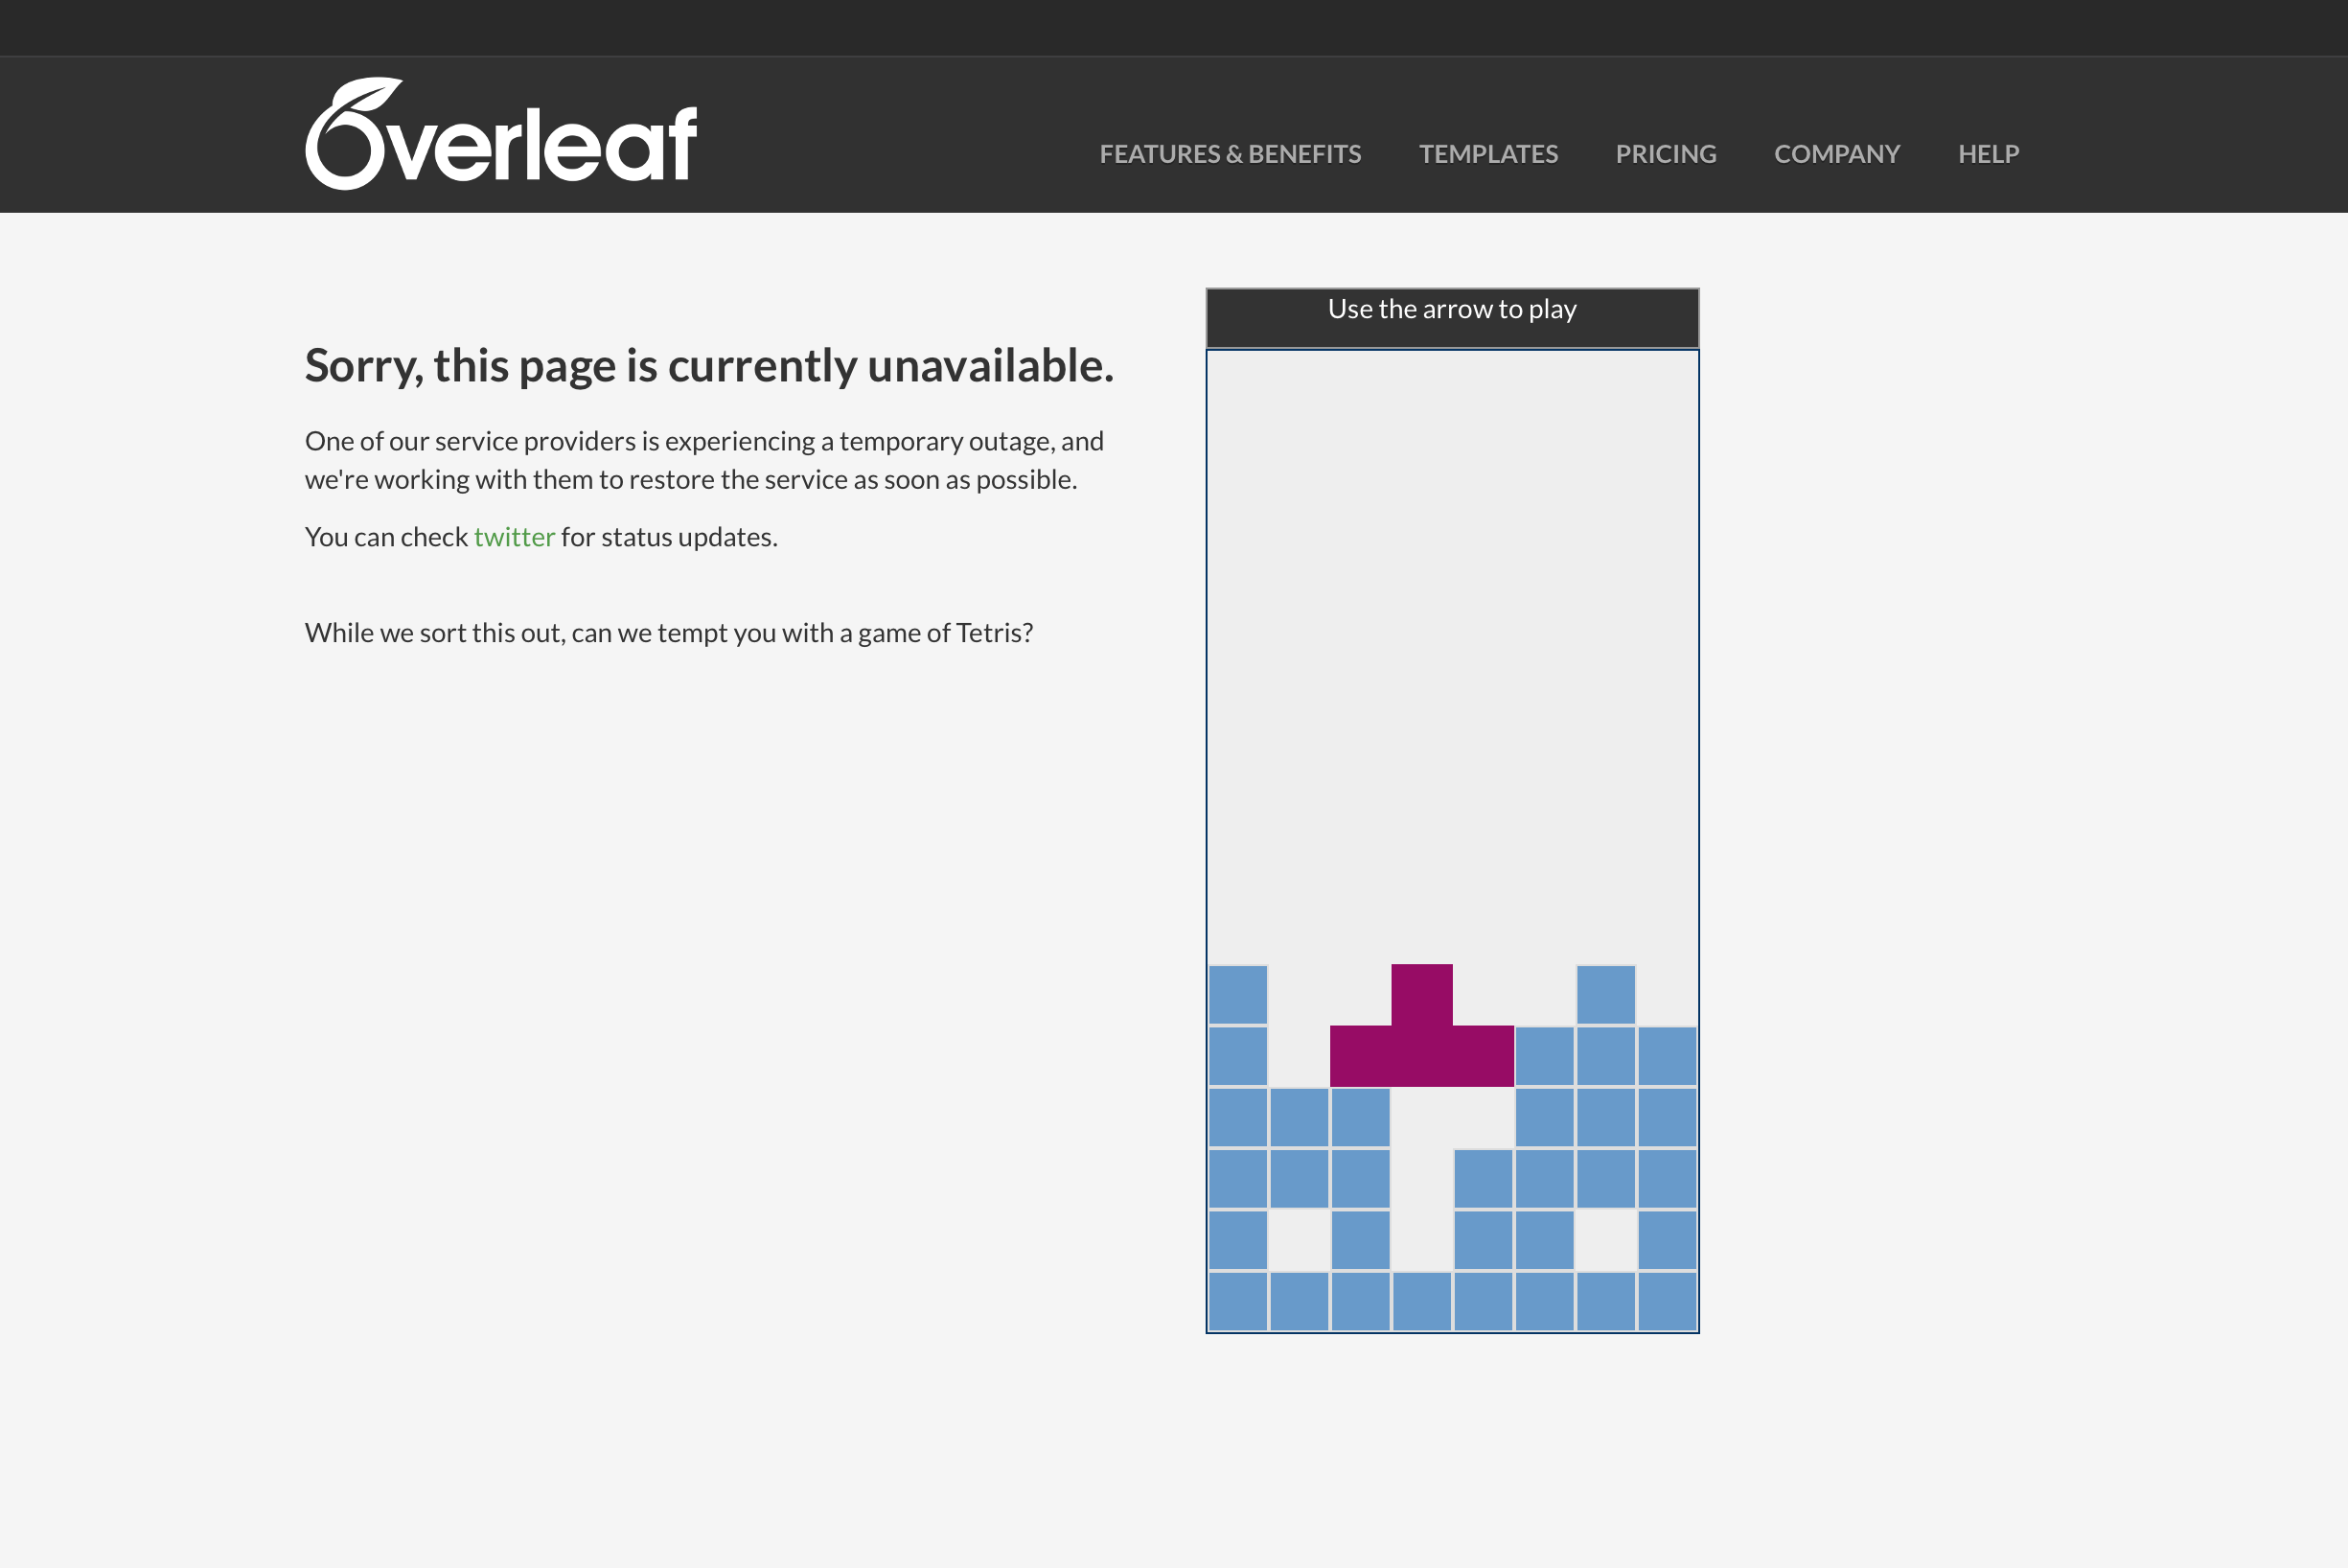 Overleaf
FEATURES & BENEFITS TEMPLATES PRICING COMPANY HELP
Use the arrow to play
Sorry, this page is currently unavailable.
One of our service providers is experiencing a temporary outage, and
we're working with them to restore the service as soon as possible.
You can check twitter for status updates.
While we sort this out, can we tempt you with a game of Tetris?